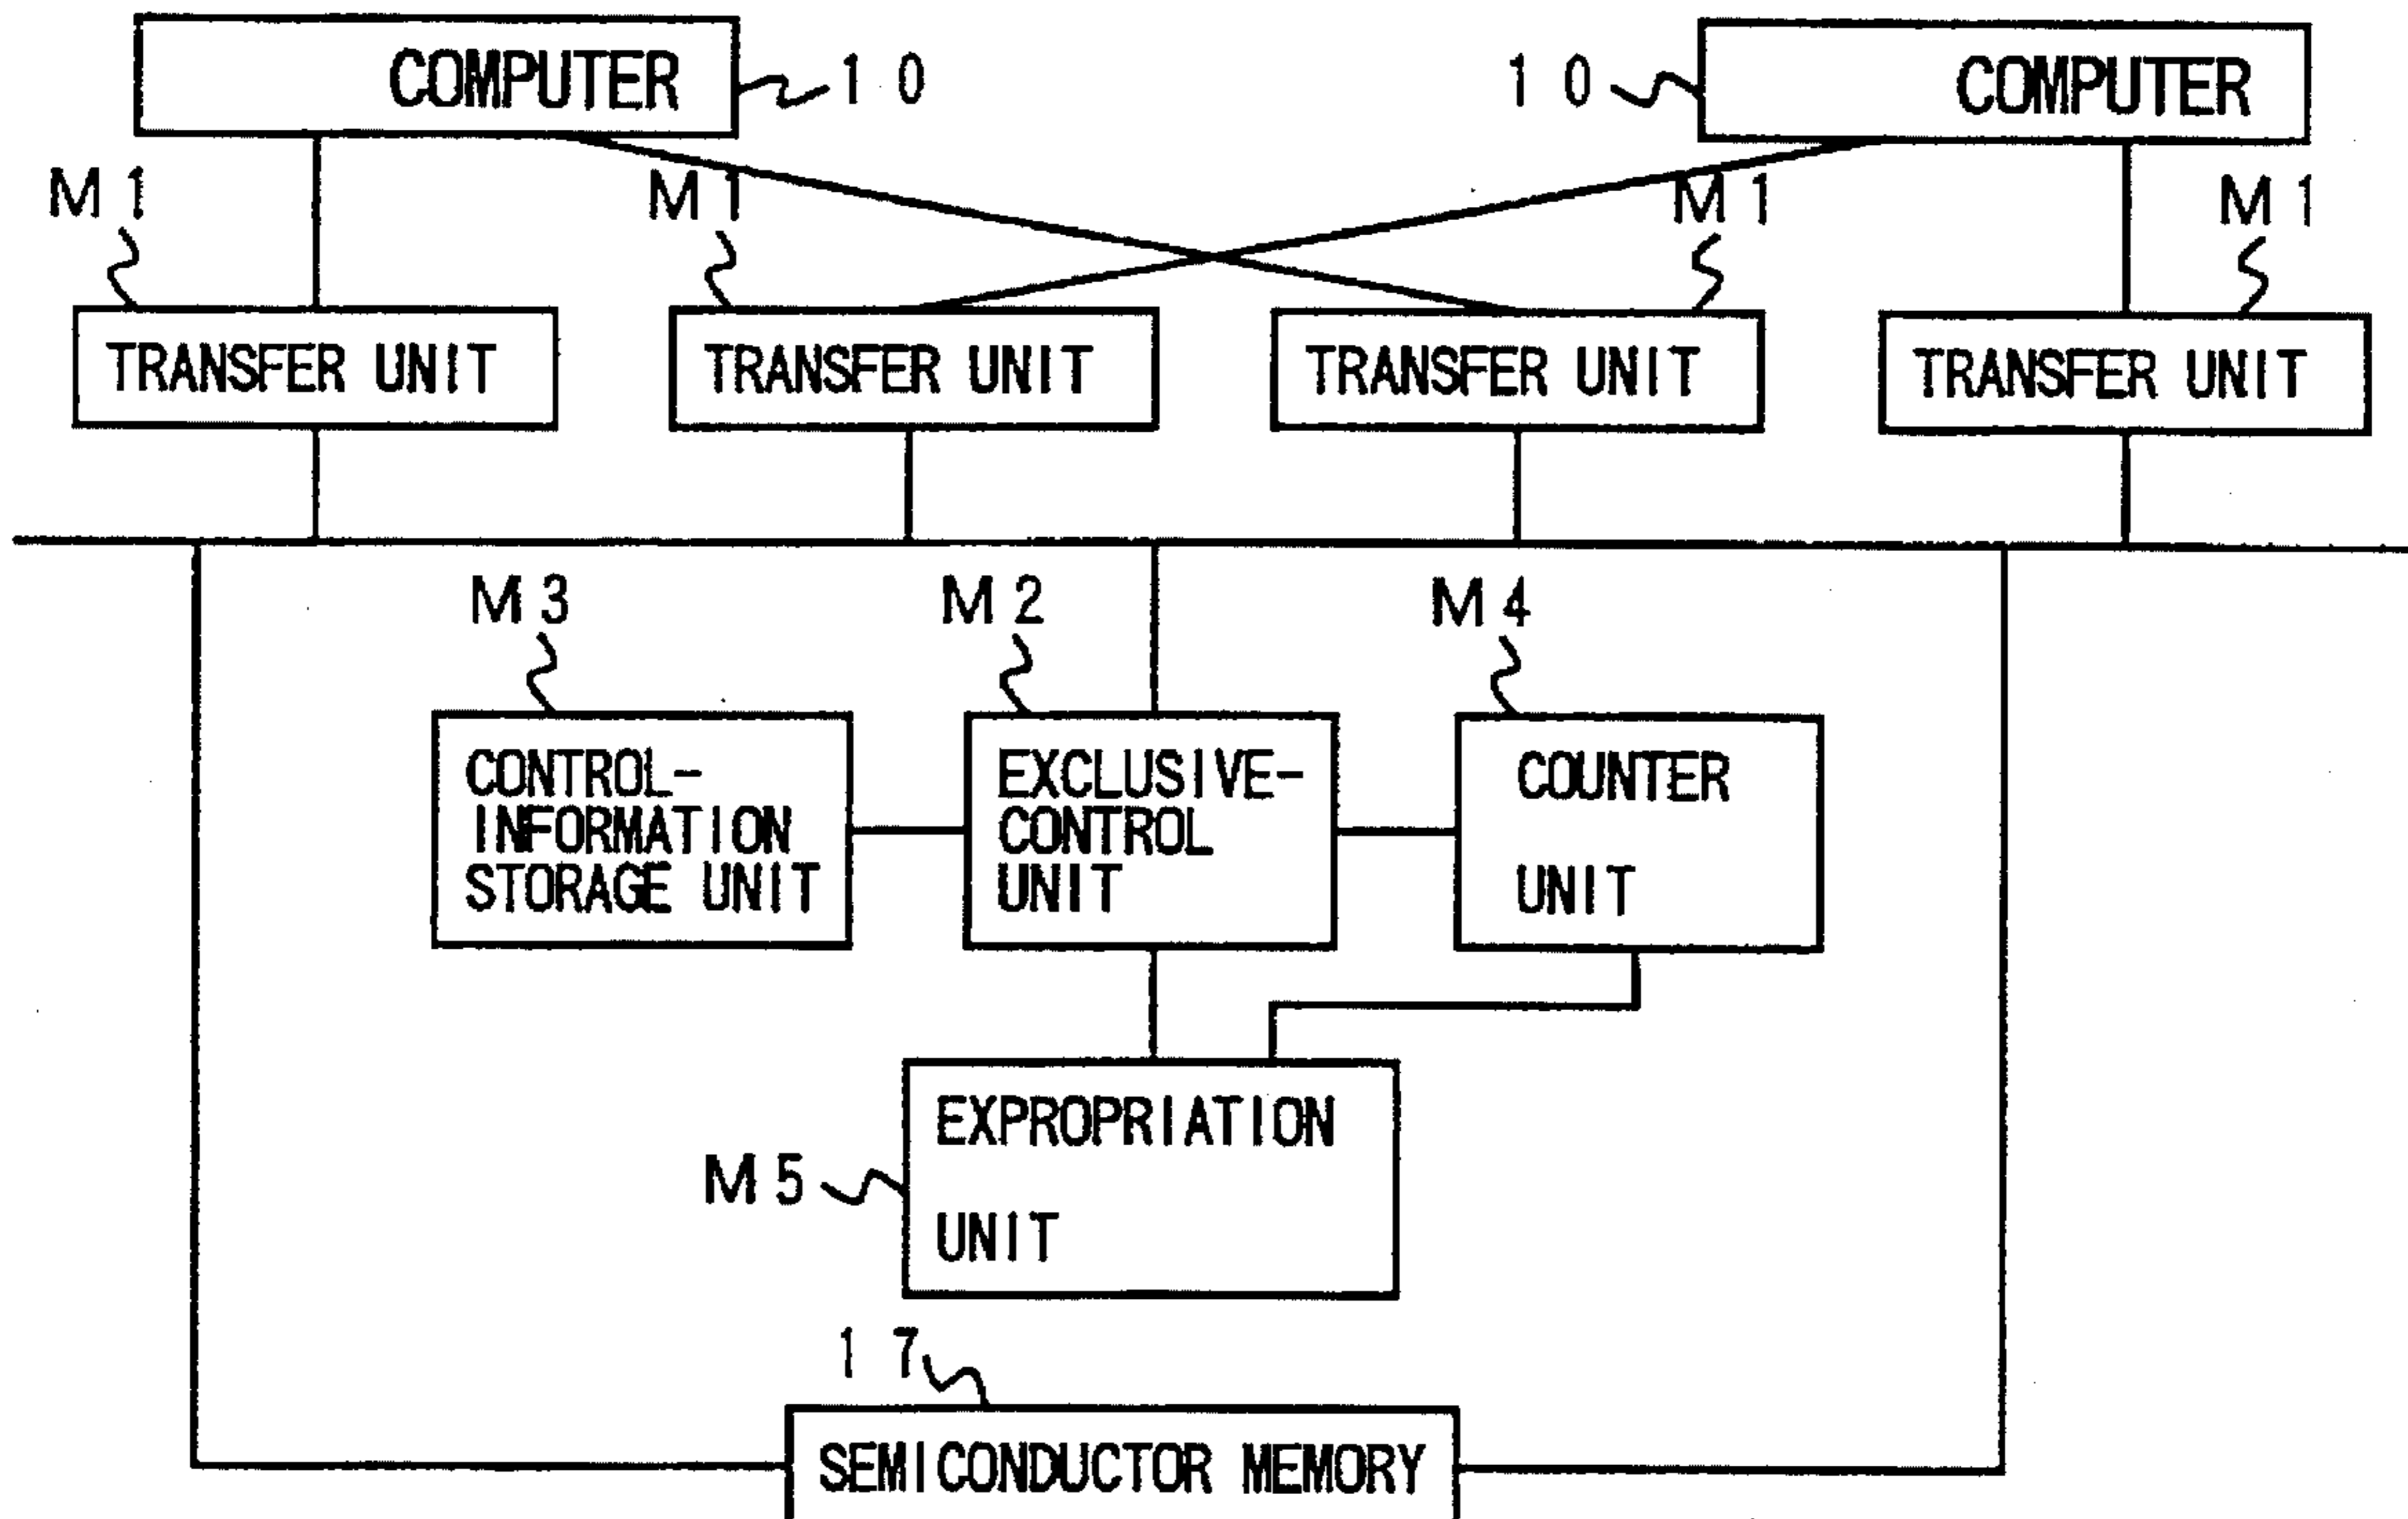 COMPUTER
10
10
COMPUTER
M1
M1
M1
M1
TRANSFER UNIT
TRANSFER UNIT
TRANSFER UNIT
TRANSFER UNIT
M3
M2
M4
CONTROL-
INFORMATION
STORAGE UNIT
EXCLUSIVE-
CONTROL
UNIT
COUNTER
UNIT
EXPROPRIATION
UNIT
M5
17
SEMICONDUCTOR MEMORY